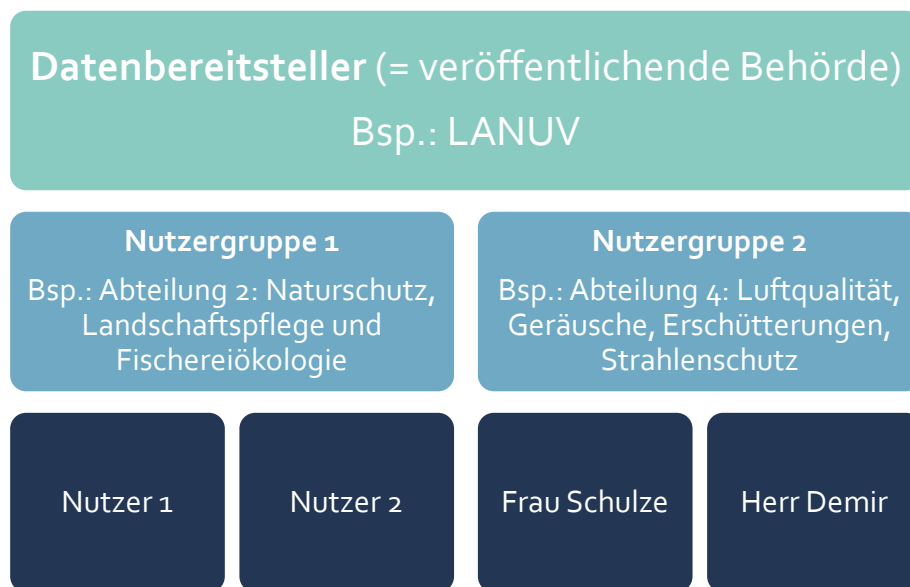 Datenbereitsteller (= veröffentlichende Behörde)
Bsp.: LANUV
Nutzergruppe 1
Bsp.: Abteilung 2: Naturschutz,
Landschaftspflege und
Fischereiökologie
Nutzergruppe 2
Bsp.: Abteilung 4: Luftqualität,
Geräusche, Erschütterungen,
Strahlenschutz
Nutzer 1
Nutzer 2
Frau Schulze
Herr Demir